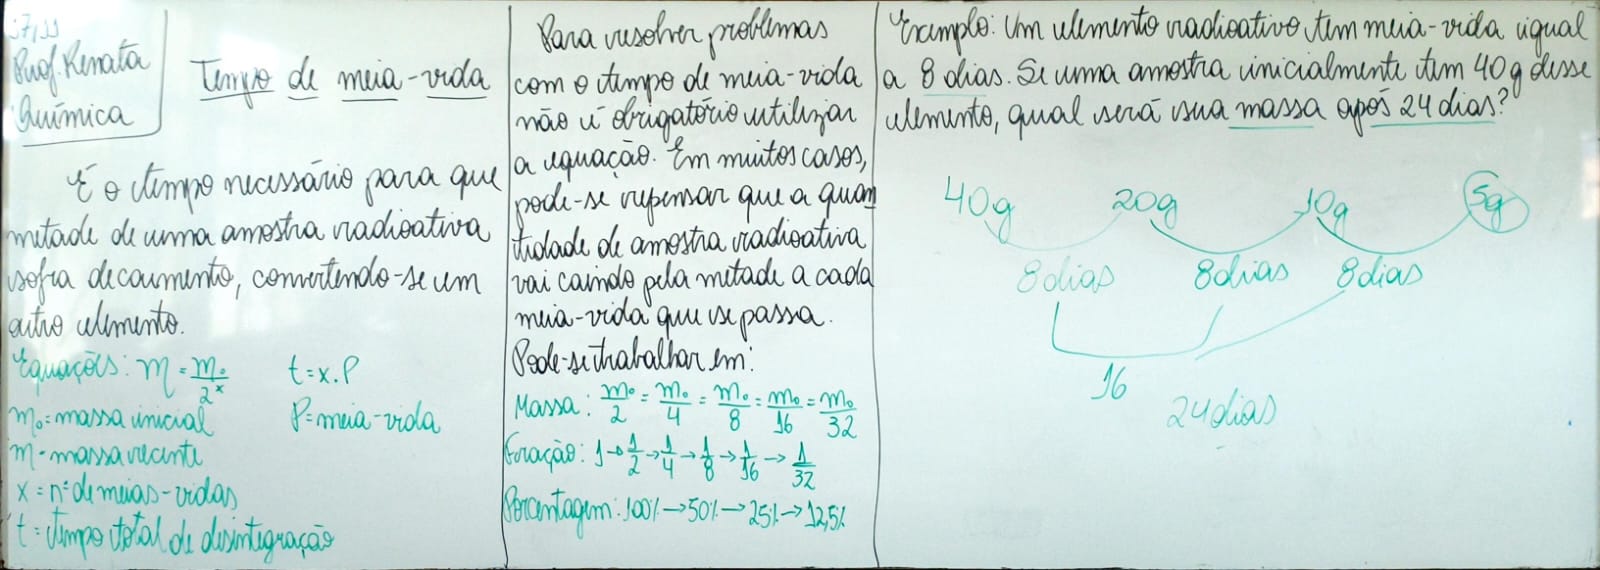 17/11
Prof. Renata
Química
Tempo de meia-vida
É o tempo necessário para que
metade de uma amostra radioativa
sofra decaimento, convertendo-se em
outro elemento.
Equações: m = m₀/2ˣ t = x.P
m₀ = massa inicial P = meia-vida
m = massa recente
x = nº de meias-vidas
t = tempo total de desintegração
Para resolver problemas
com o tempo de meia-vida
não é obrigatório utilizar
a equação. Em muitos casos,
pode-se repensar que a quan
tidade de amostra radioativa
vai caindo pela metade a cada
meia-vida que se passa.
Pode-se trabalhar em:
Massa: m₀/2 = m₀/4 = m₀/8 = m₀/16 = m₀/32
Fração: 1→1/2→1/4→1/8→1/16→1/32
Porcentagem: 100%→50%→25%→12,5%
Exemplo: Um elemento radioativo tem meia-vida igual
a 8 dias. Se uma amostra inicialmente tem 40g desse
elemento, qual será sua massa após 24 dias?
40g 20g 10g 5g
8 dias 8 dias 8 dias
16
24 dias